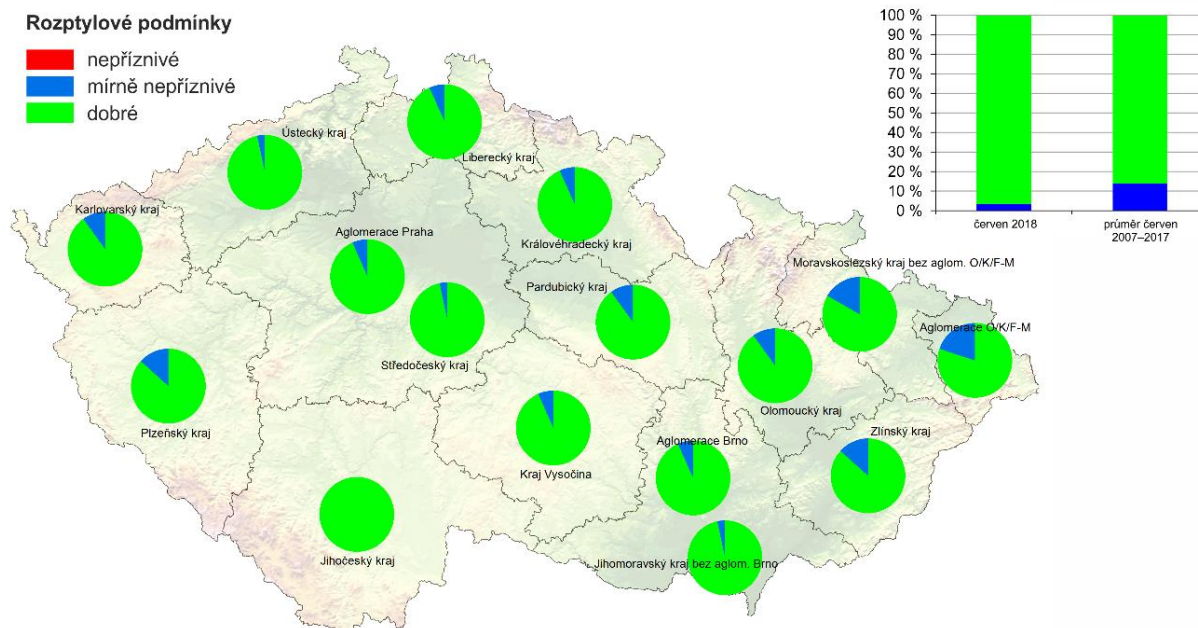 Rozptylové podmínky
nepříznivé
mírně nepříznivé
dobré
100 %
90 %
80 %
70 %
60 %
50 %
40 %
30 %
20 %
10 %
0 %
červen 2018
průměr červen
2007–2017
Ústecký kraj
Liberecký kraj
Karlovarský kraj
Aglomerace Praha
Královéhradecký kraj
Moravskoslezský kraj bez aglom. O/K/F-M
Pardubický kraj
Aglomerace O/K/F-M
Středočeský kraj
Olomoucký kraj
Plzeňský kraj
Zlínský kraj
Aglomerace Brno
Kraj Vysočina
Jihočeský kraj
Jihomoravský kraj bez aglom. Brno